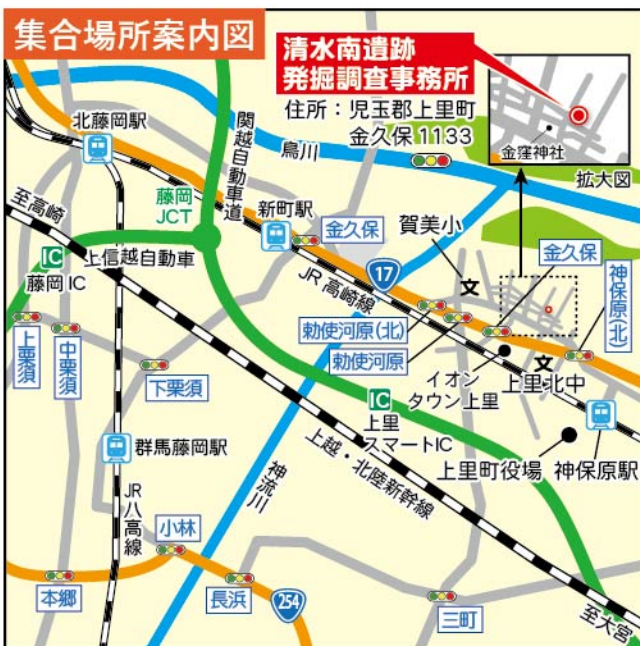 集合場所案内図
清水南遺跡
発掘調査事務所
住所：児玉郡上里町
金久保 1133
金窪神社
拡大図
北藤岡駅
関越自動車道
烏川
至高崎
藤岡
JCT
新町駅
金久保
賀美小
文
金久保
神保原(北)
IC
藤岡 IC
上信越自動車
17
JR 高崎線
勅使河原(北)
勅使河原
上栗須
中栗須
下栗須
イオン
タウン上里
文
上里北中
IC
上里
スマートIC
群馬藤岡駅
上里町役場
神保原駅
上越・北陸新幹線
神流川
JR八高線
小林
本郷
長浜
254
三町
至大宮